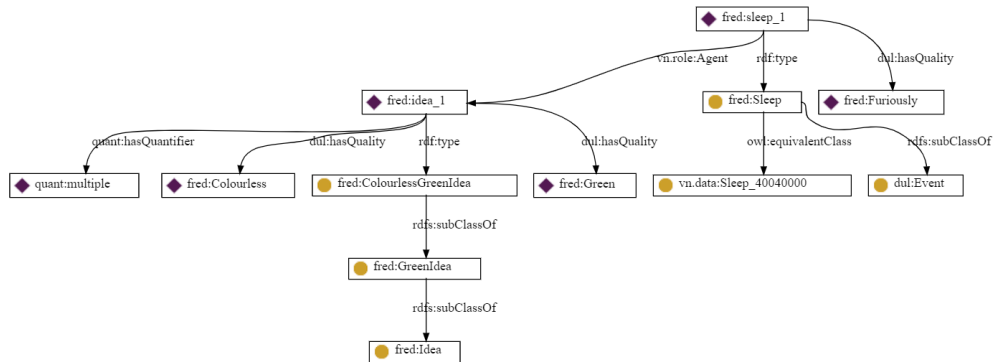 fred:sleep_1
vn.role:Agent rdf:type dul:hasQuality
fred:idea_1 fred:Sleep fred:Furiously
quant:hasQuantifier dul:hasQuality rdf:type dul:hasQuality owl:equivalentClass rdfs:subClassOf
quant:multiple fred:Colourless fred:ColourlessGreenIdea fred:Green vn.data:Sleep_40040000 dul:Event
rdfs:subClassOf
fred:GreenIdea
rdfs:subClassOf
fred:Idea